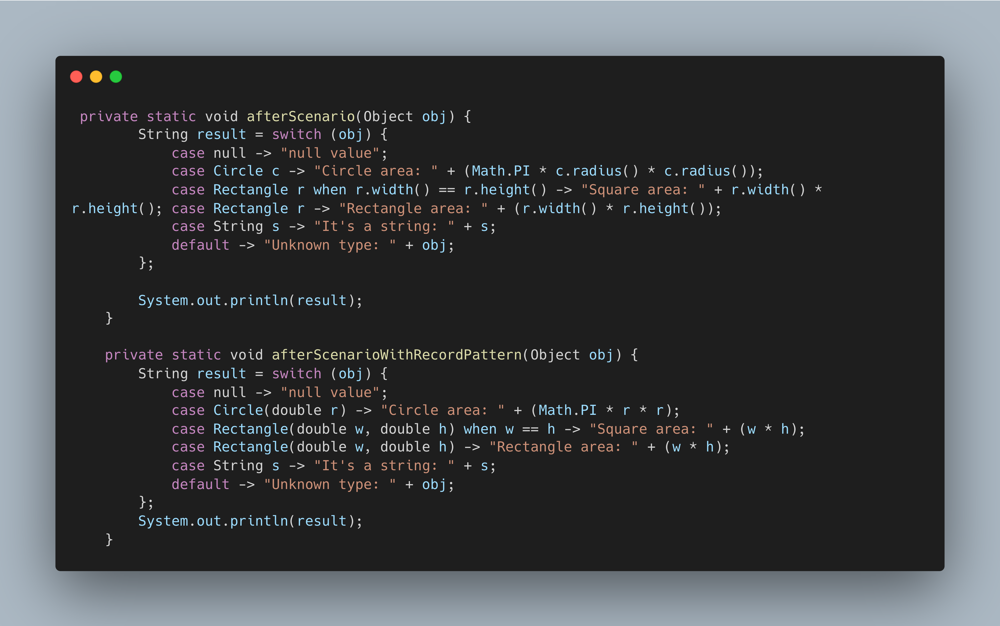 private static void afterScenario(Object obj) {
        String result = switch (obj) {
            case null -> "null value";
            case Circle c -> "Circle area: " + (Math.PI * c.radius() * c.radius());
            case Rectangle r when r.width() == r.height() -> "Square area: " + r.width() *
r.height(); case Rectangle r -> "Rectangle area: " + (r.width() * r.height());
            case String s -> "It's a string: " + s;
            default -> "Unknown type: " + obj;
        };

        System.out.println(result);
    }

    private static void afterScenarioWithRecordPattern(Object obj) {
        String result = switch (obj) {
            case null -> "null value";
            case Circle(double r) -> "Circle area: " + (Math.PI * r * r);
            case Rectangle(double w, double h) when w == h -> "Square area: " + (w * h);
            case Rectangle(double w, double h) -> "Rectangle area: " + (w * h);
            case String s -> "It's a string: " + s;
            default -> "Unknown type: " + obj;
        };
        System.out.println(result);
    }